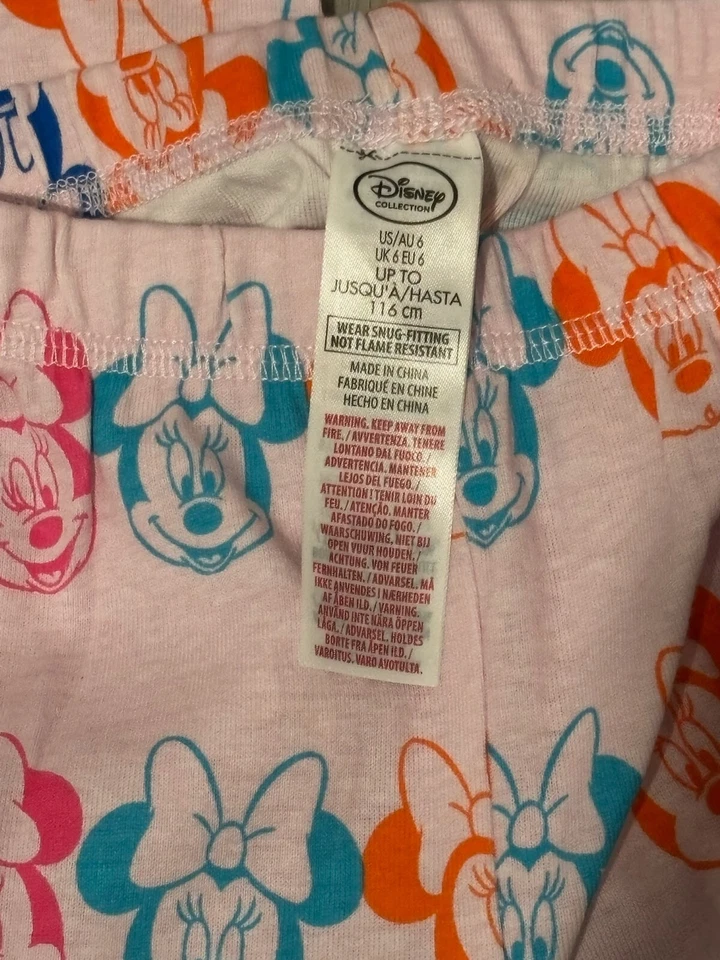 Disney
COLLECTION
US/AU 6
UK 6 EU 6
UP TO
JUSQU'À/HASTA
116 cm
WEAR SNUG-FITTING
NOT FLAME RESISTANT
MADE IN CHINA
FABRIQUÉ EN CHINE
HECHO EN CHINA
WARNING. KEEP AWAY FROM
FIRE. / AVVERTENZA. TENERE
LONTANO DAL FUOCO. /
ADVERTENCIA. MANTENER
LEJOS DEL FUEGO. /
ATTENTION ! TENIR LOIN DU
FEU. / ATENÇÃO. MANTER
AFASTADO DO FOGO. /
WAARSCHUWING. NIET BIJ
OPEN VUUR HOUDEN. /
ACHTUNG. VON FEUER
FERNHALTEN. / ADVARSEL. MÅ
IKKE ANVENDES I NÆRHEDEN
AF ÅBEN ILD. / VARNING.
ANVÄND INTE NÄRA ÖPPEN
LÅGA. / ADVARSEL. HOLDES
BORTE FRA ÅPEN ILD. /
VAROITUS. VARO AVOTULTA.